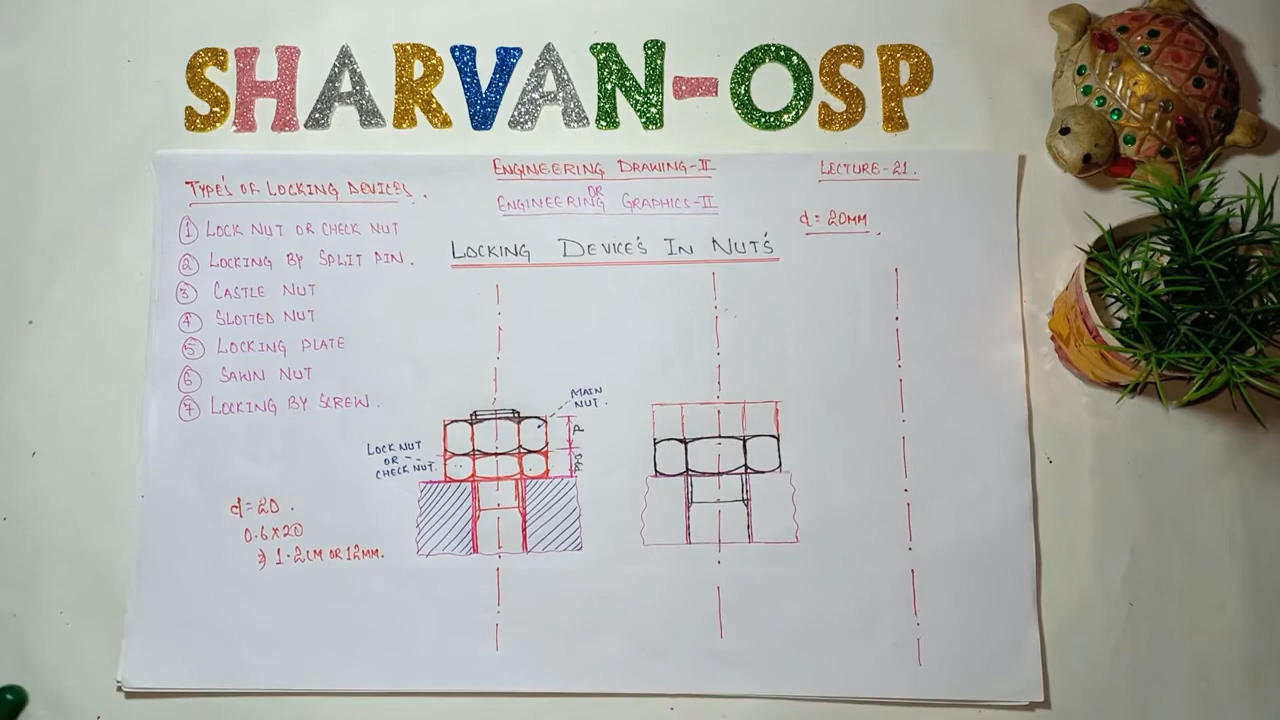 SHARVAN-OSP
ENGINEERING DRAWING-II
OR
ENGINEERING GRAPHICS-II
LECTURE-21.
d = 20MM
LOCKING DEVICE'S IN NUT'S
TYPE'S OF LOCKING DEVICES.
1 LOCK NUT OR CHECK NUT
2 LOCKING BY SPLIT PIN.
3 CASTLE NUT
4 SLOTTED NUT
5 LOCKING PLATE
6 SAWN NUT
7 LOCKING BY SCREW.
MAIN
NUT.
LOCK NUT
OR
CHECK NUT.
d
d = 20.
0.6 X 20
⇒ 1.2CM OR 12MM.